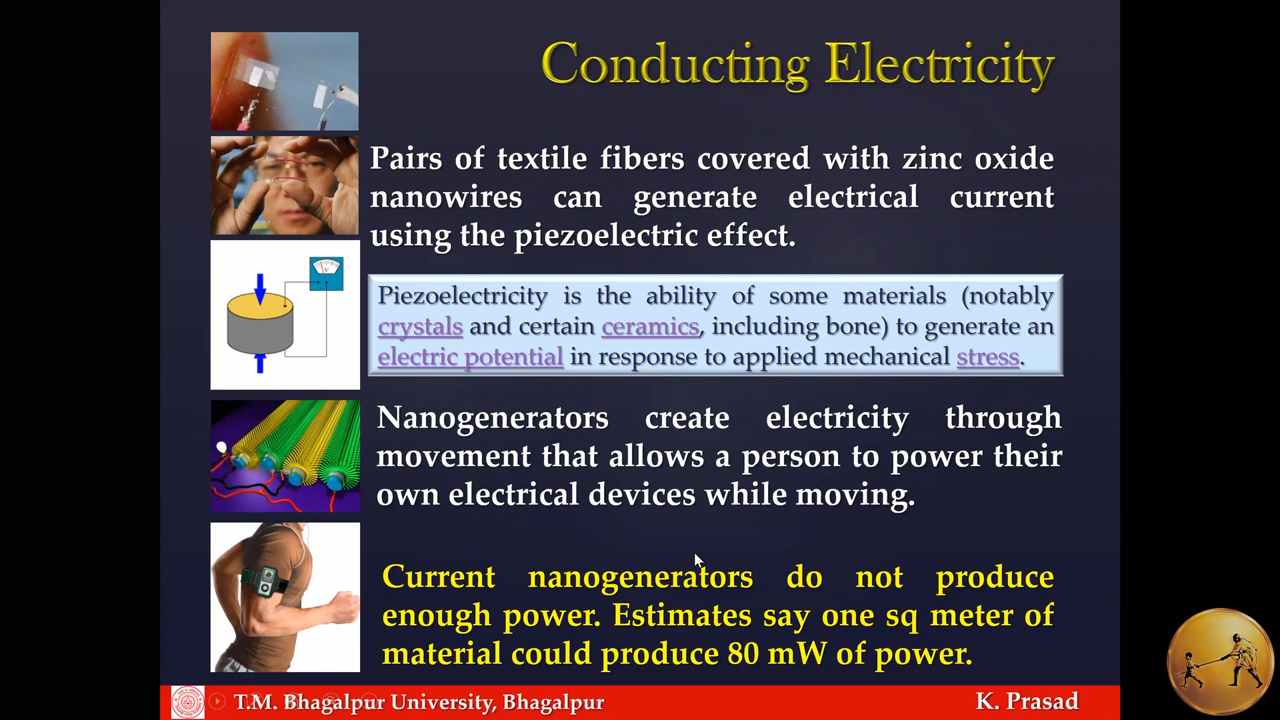 Conducting Electricity
Pairs of textile fibers covered with zinc oxide
nanowires can generate electrical current
using the piezoelectric effect.
Piezoelectricity is the ability of some materials (notably
crystals and certain ceramics, including bone) to generate an
electric potential in response to applied mechanical stress.
Nanogenerators create electricity through
movement that allows a person to power their
own electrical devices while moving.
Current nanogenerators do not produce
enough power. Estimates say one sq meter of
material could produce 80 mW of power.
T.M. Bhagalpur University, Bhagalpur
K. Prasad